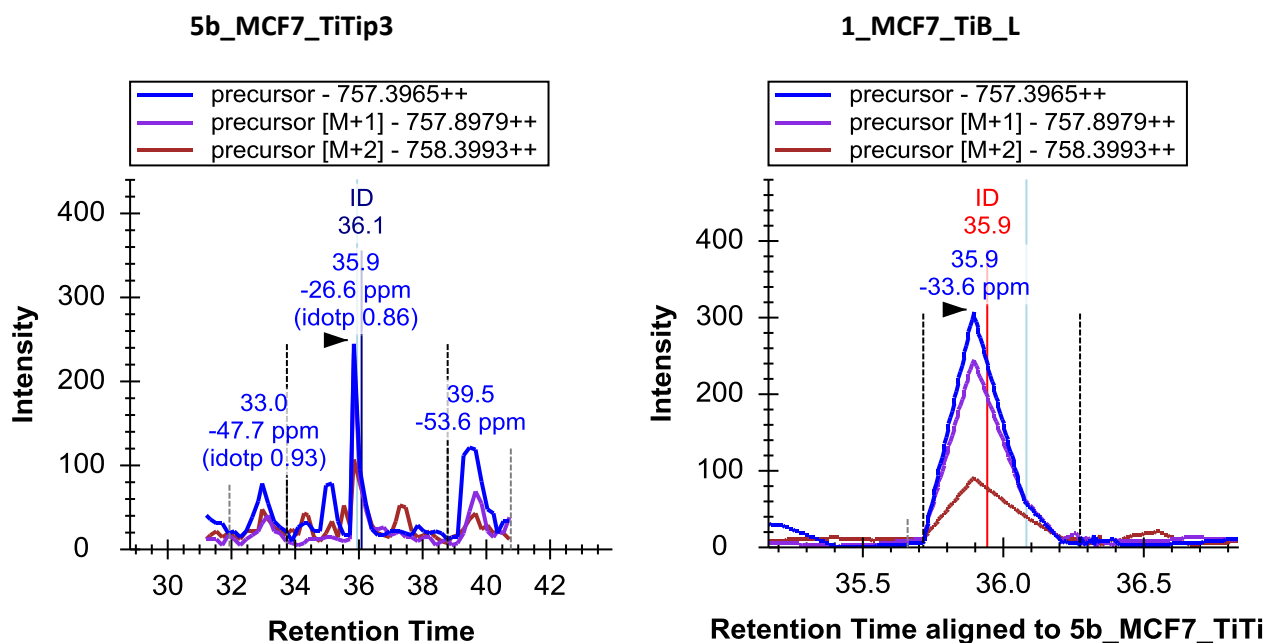 5b_MCF7_TiTip3
precursor - 757.3965++
precursor [M+1] - 757.8979++
precursor [M+2] - 758.3993++
ID
36.1
35.9
-26.6 ppm
(idotp 0.86)
33.0
-47.7 ppm
(idotp 0.93)
39.5
-53.6 ppm
400
300
200
100
0
Intensity
30 32 34 36 38 40 42
Retention Time
1_MCF7_TiB_L
precursor - 757.3965++
precursor [M+1] - 757.8979++
precursor [M+2] - 758.3993++
ID
35.9
35.9
-33.6 ppm
400
300
200
100
0
Intensity
35.5 36.0 36.5
Retention Time aligned to 5b_MCF7_TiTi